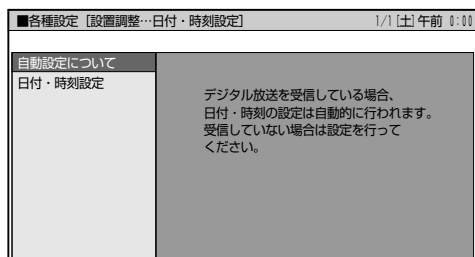 ■各種設定［設置調整…日付・時刻設定］ 1/1[土]午前 0:00
自動設定について
日付・時刻設定
デジタル放送を受信している場合、
日付・時刻の設定は自動的に行われます。
受信していない場合は設定を行って
ください。